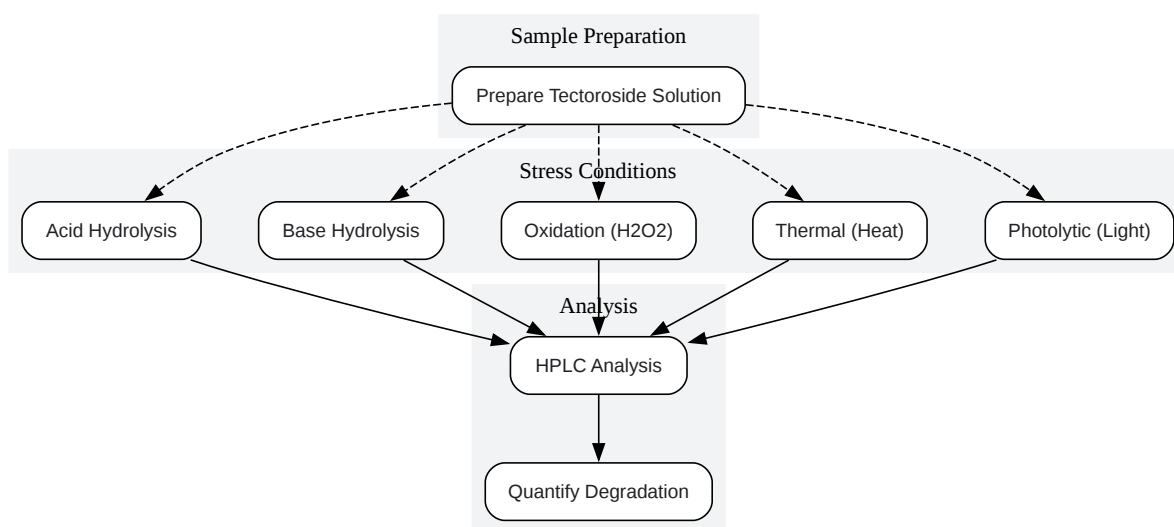 Sample Preparation
Prepare Tectoroside Solution
Stress Conditions
Acid Hydrolysis
Base Hydrolysis
Oxidation (H2O2)
Thermal (Heat)
Photolytic (Light)
Analysis
HPLC Analysis
Quantify Degradation